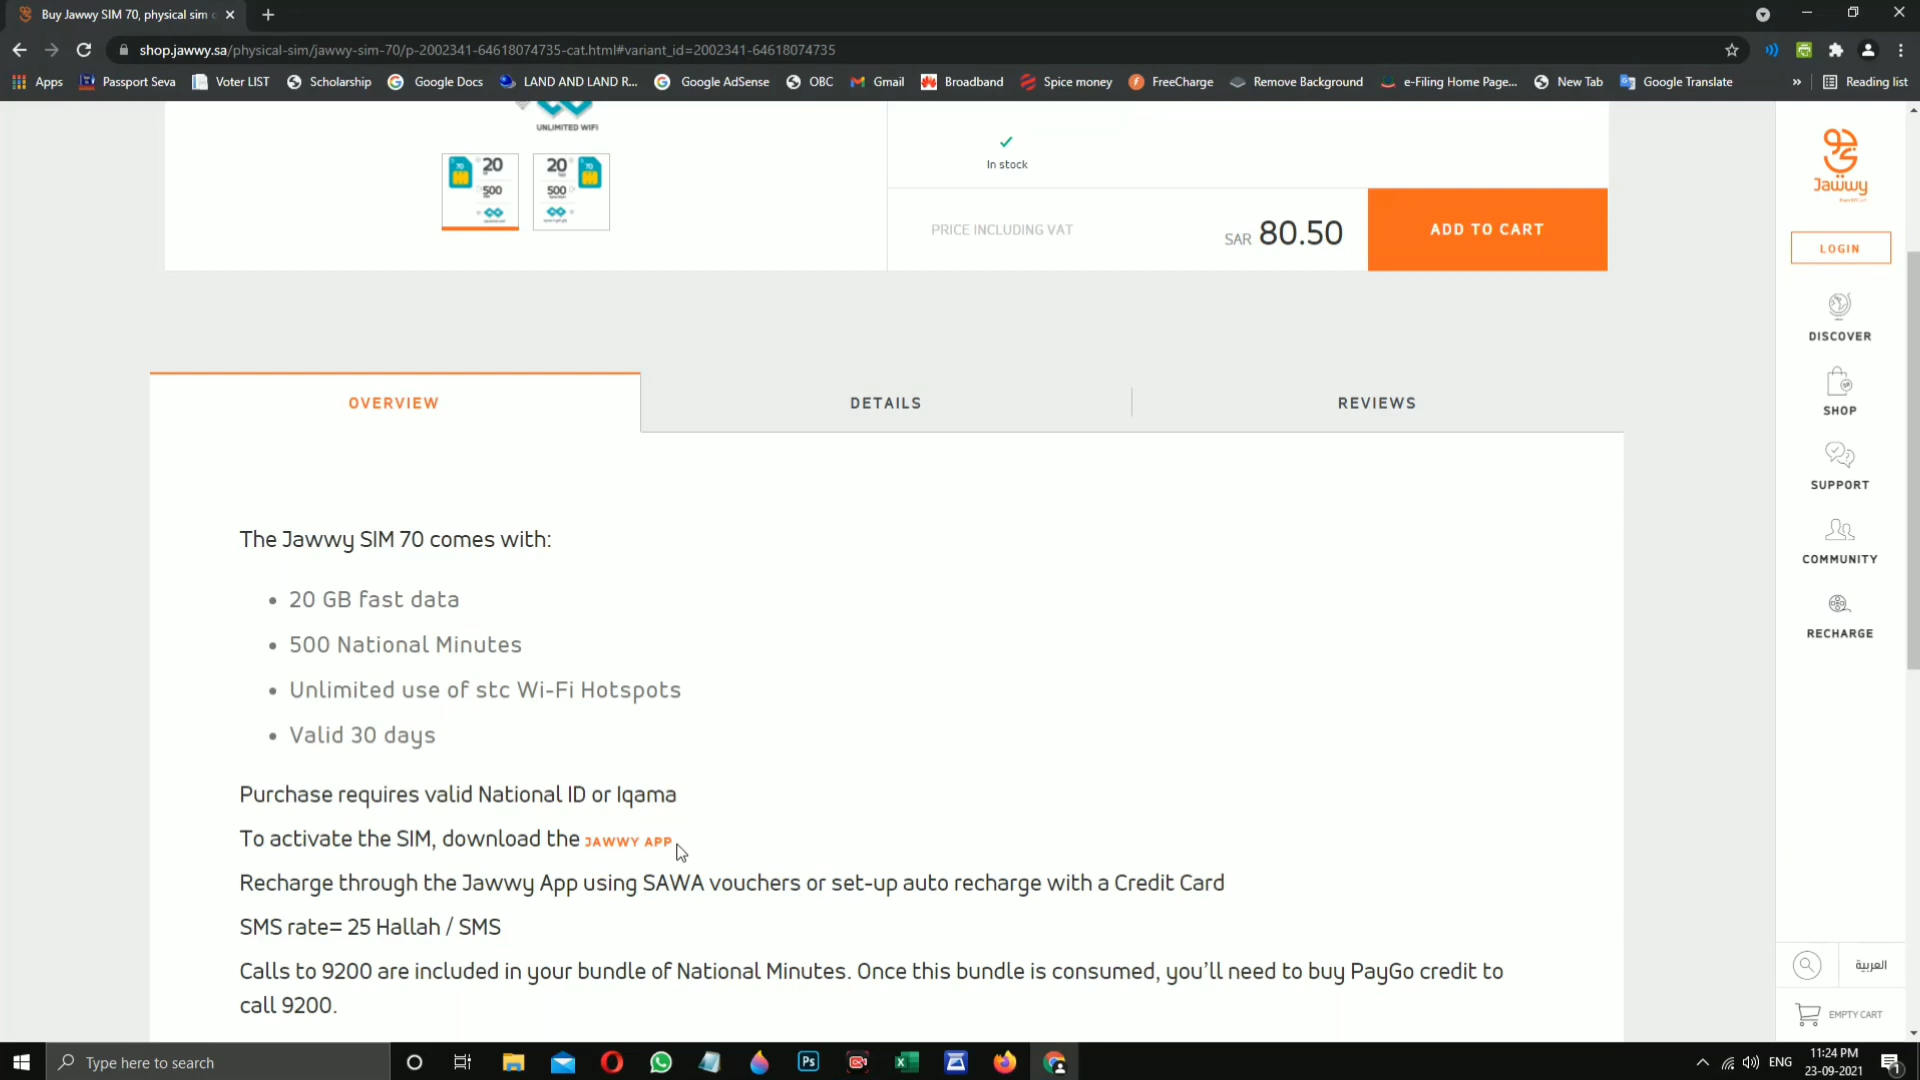 Buy Jawwy SIM 70, physical sim
shop.jawwy.sa/physical-sim/jawwy-sim-70/p-2002341-64618074735-cat.html#variant_id=2002341-64618074735
Apps Passport Seva Voter LIST Scholarship Google Docs LAND AND LAND R... Google AdSense OBC Gmail Broadband Spice money FreeCharge Remove Background e-Filing Home Page... New Tab Google Translate » Reading list
UNLIMITED WIFI
70 20 500
20 70 500
In stock
PRICE INCLUDING VAT SAR 80.50 ADD TO CART
OVERVIEW DETAILS REVIEWS
The Jawwy SIM 70 comes with:
• 20 GB fast data
• 500 National Minutes
• Unlimited use of stc Wi-Fi Hotspots
• Valid 30 days
Purchase requires valid National ID or Iqama
To activate the SIM, download the JAWWY APP
Recharge through the Jawwy App using SAWA vouchers or set-up auto recharge with a Credit Card
SMS rate= 25 Hallah / SMS
Calls to 9200 are included in your bundle of National Minutes. Once this bundle is consumed, you'll need to buy PayGo credit to
call 9200.
جوّي
Jawwy
LOGIN
DISCOVER
SHOP
SUPPORT
COMMUNITY
RECHARGE
العربية
EMPTY CART
Type here to search
Ps
ENG
11:24 PM
23-09-2021
1